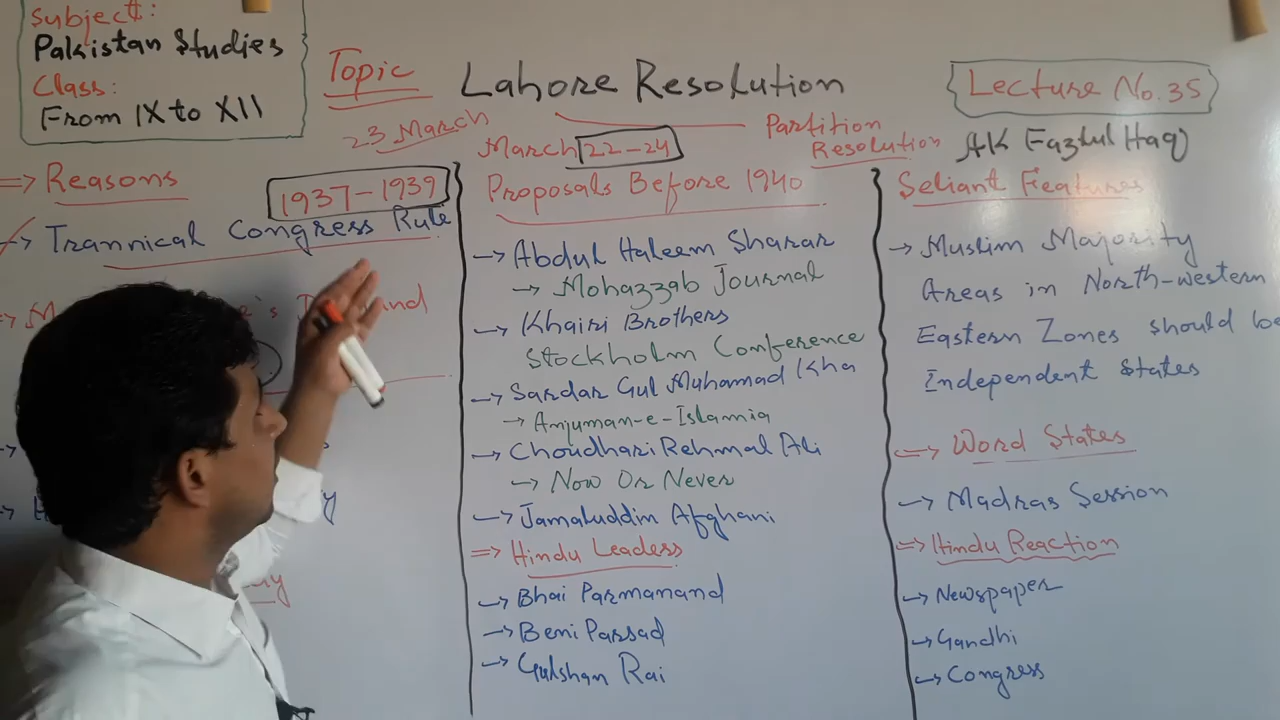 Subject:
Pakistan Studies
Class:
From IX to XII
Topic
Lahore Resolution
Lecture No.35
23 March
March 22-24
Partition
Resolution
AK Fazlul Haq
=> Reasons
1937-1939
→ Trannical Congress Rule
Proposals Before 1940
→ Abdul Haleem Sharar
→ Mohazzab Journal
→ Khairi Brothers
Stockholm Conference
→ Sardar Gul Muhamad Kha
→ Anjuman-e-Islamia
→ Choudhari Rehmal Ali
→ Now Or Never
→ Jamaluddin Afghani
=> Hindu Leaders
→ Bhai Parmanand
→ Beni Parsad
→ Gulshan Rai
Seliant Features
→ Muslim Majority
Areas in North-western
Eastern Zones should be
Independent States
=> Word States
→ Madras Session
=> Hindu Reaction
→ Newspaper
→ Gandhi
→ Congress